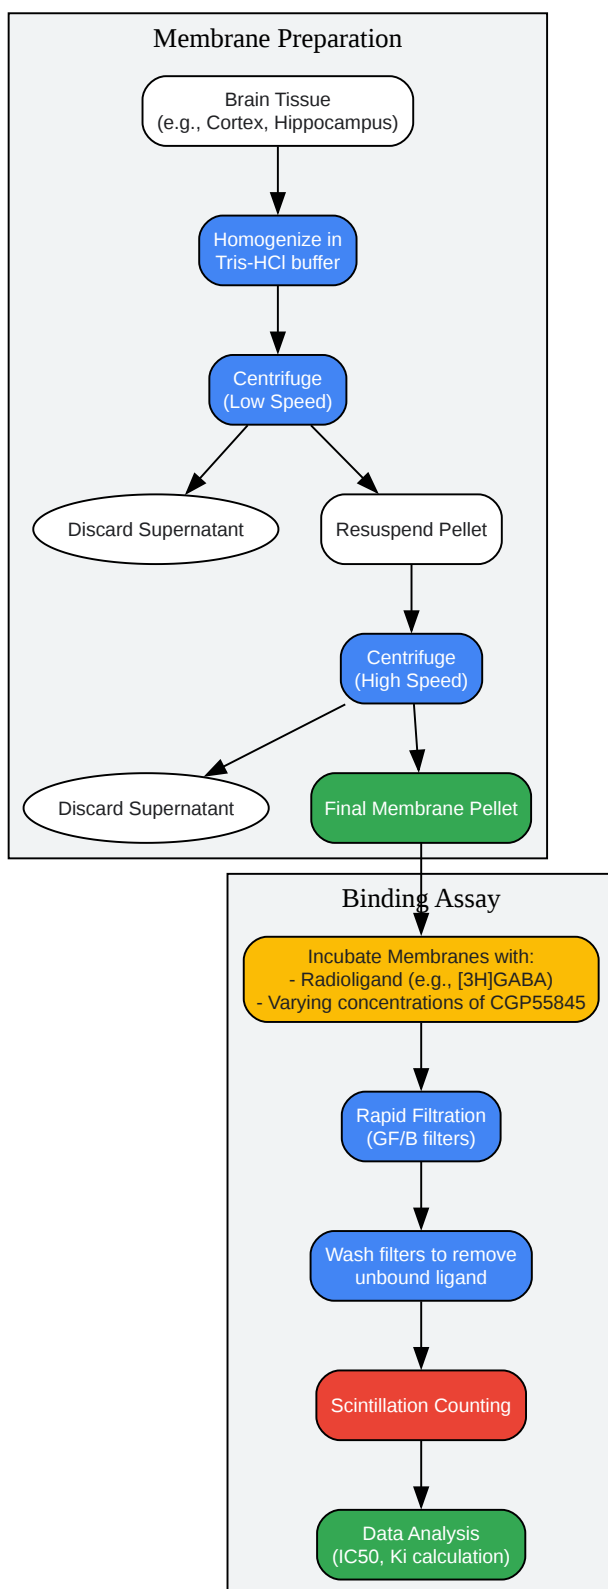 Membrane Preparation
Brain Tissue
(e.g., Cortex, Hippocampus)
Homogenize in
Tris-HCl buffer
Centrifuge
(Low Speed)
Discard Supernatant
Resuspend Pellet
Centrifuge
(High Speed)
Discard Supernatant
Final Membrane Pellet
Binding Assay
Incubate Membranes with:
- Radioligand (e.g., [3H]GABA)
- Varying concentrations of CGP55845
Rapid Filtration
(GF/B filters)
Wash filters to remove
unbound ligand
Scintillation Counting
Data Analysis
(IC50, Ki calculation)